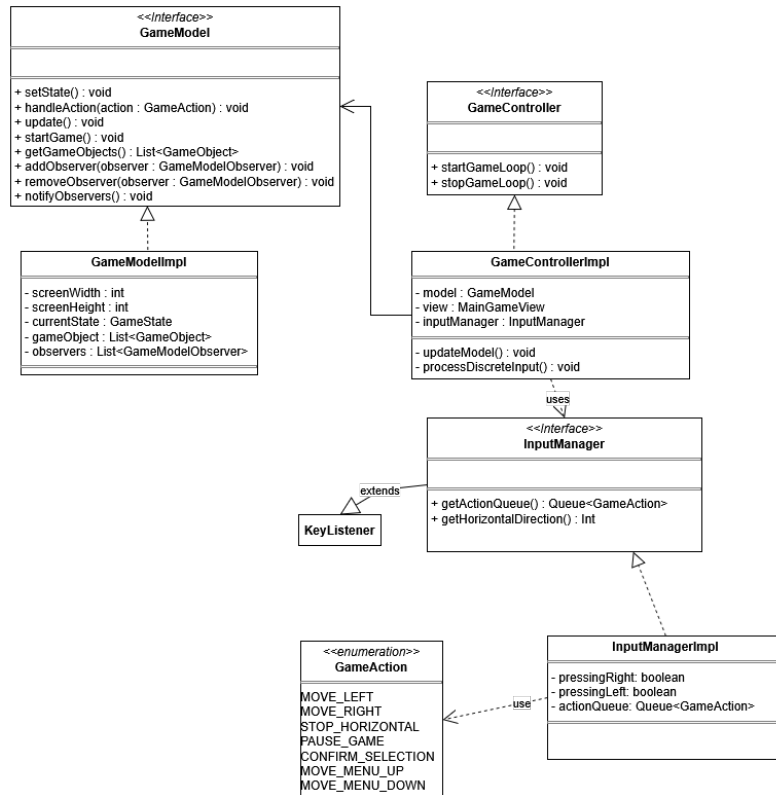 <<Interface>>
GameModel
+ setState() : void
+ handleAction(action : GameAction) : void
+ update() : void
+ startGame() : void
+ getGameObjects() : List<GameObject>
+ addObserver(observer : GameModelObserver) : void
+ removeObserver(observer : GameModelObserver) : void
+ notifyObservers() : void
<<Interface>>
GameController
+ startGameLoop() : void
+ stopGameLoop() : void
GameModelImpl
- screenWidth : int
- screenHeight : int
- currentState : GameState
- gameObject : List<GameObject>
- observers : List<GameModelObserver>
GameControllerImpl
- model : GameModel
- view : MainGameView
- inputManager : InputManager
- updateModel() : void
- processDiscreteInput() : void
uses
<<Interface>>
InputManager
+ getActionQueue() : Queue<GameAction>
+ getHorizontalDirection() : Int
extends
KeyListener
<<enumeration>>
GameAction
MOVE_LEFT
MOVE_RIGHT
STOP_HORIZONTAL
PAUSE_GAME
CONFIRM_SELECTION
MOVE_MENU_UP
MOVE_MENU_DOWN
use
InputManagerImpl
- pressingRight: boolean
- pressingLeft: boolean
- actionQueue: Queue<GameAction>